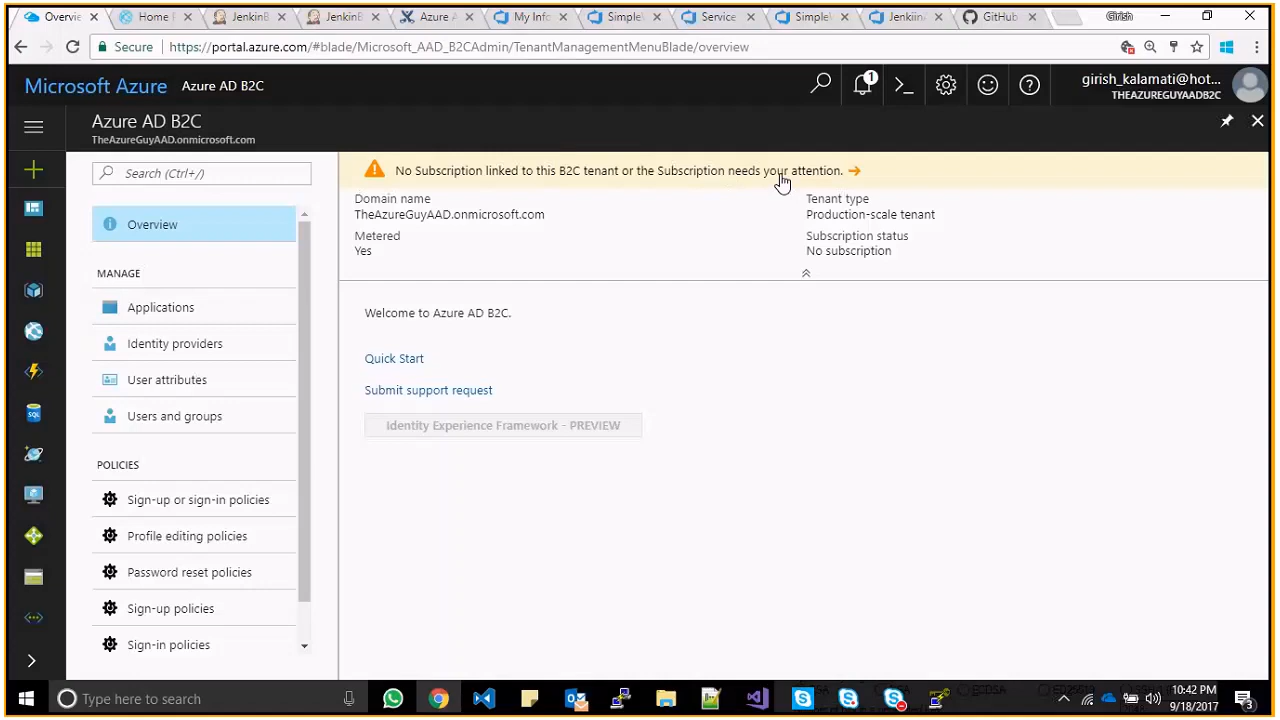 Overvie
Home f
JenkinB
JenkinB
Azure A
My Info
Simple
Service
Simple
Jenkin
GitHub
Girish
Secure
https://portal.azure.com/#blade/Microsoft_AAD_B2CAdmin/TenantManagementMenuBlade/overview
Microsoft Azure Azure AD B2C
1
girish_kalamati@hot...
THEAZUREGUYAADB2C
Azure AD B2C
TheAzureGuyAAD.onmicrosoft.com
Search (Ctrl+/)
Overview
MANAGE
Applications
Identity providers
User attributes
Users and groups
POLICIES
Sign-up or sign-in policies
Profile editing policies
Password reset policies
Sign-up policies
Sign-in policies
No Subscription linked to this B2C tenant or the Subscription needs your attention.
Domain name
TheAzureGuyAAD.onmicrosoft.com
Metered
Yes
Tenant type
Production-scale tenant
Subscription status
No subscription
Welcome to Azure AD B2C.
Quick Start
Submit support request
Identity Experience Framework - PREVIEW
Type here to search
10:42 PM
9/18/2017
3